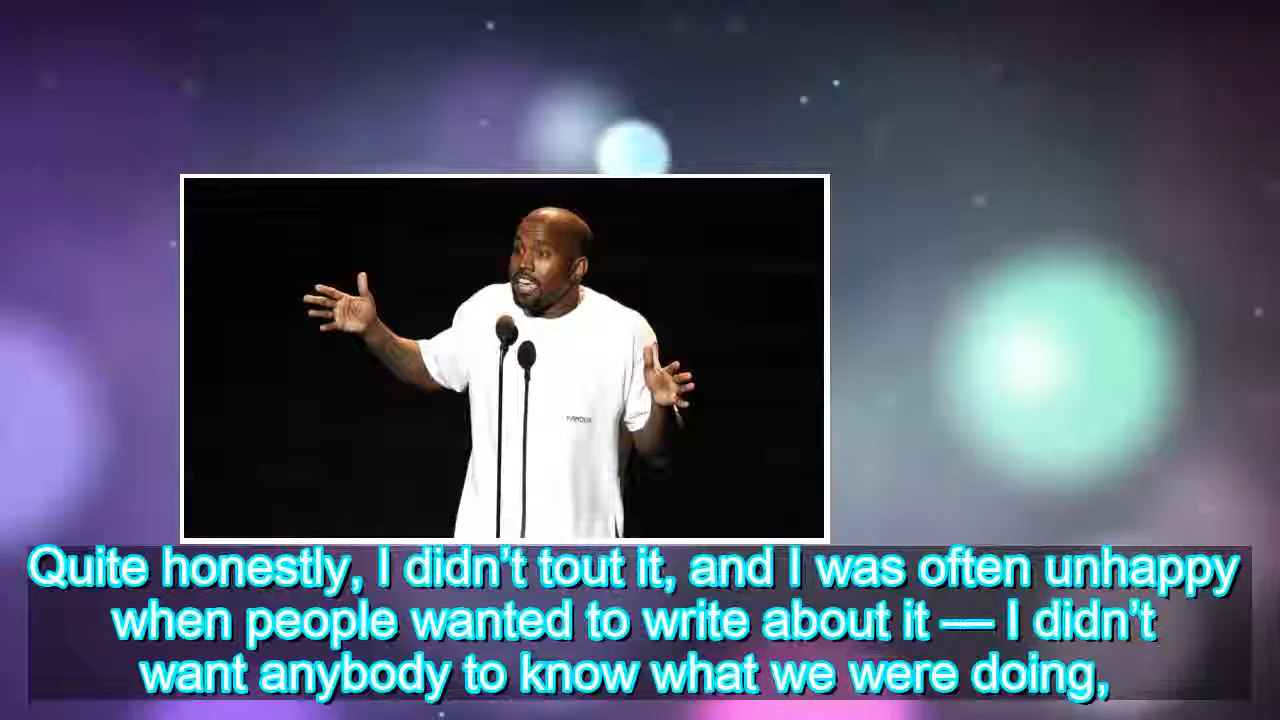 FAMOUS
Quite honestly, I didn’t tout it, and I was often unhappy
when people wanted to write about it — I didn’t
want anybody to know what we were doing,